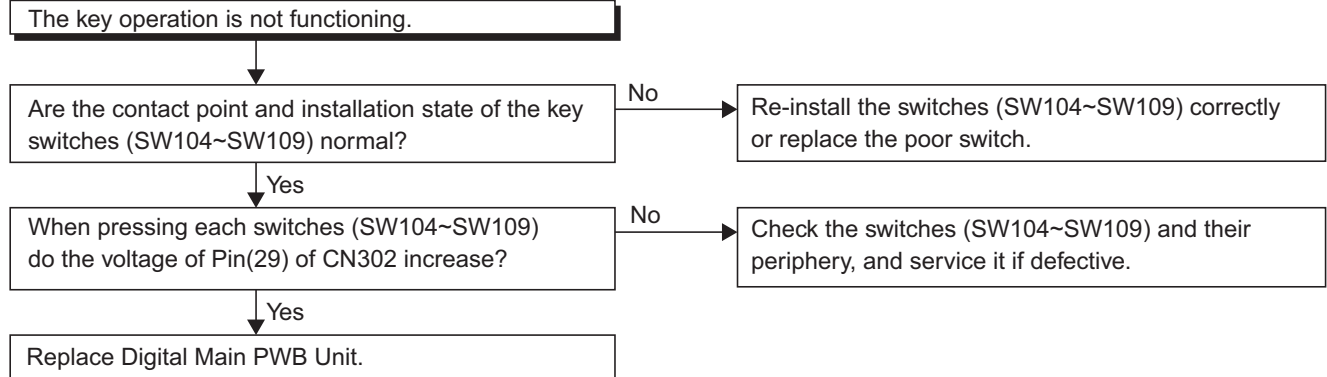 The key operation is not functioning.
Are the contact point and installation state of the key
switches (SW104~SW109) normal?
No
Re-install the switches (SW104~SW109) correctly
or replace the poor switch.
Yes
When pressing each switches (SW104~SW109)
do the voltage of Pin(29) of CN302 increase?
No
Check the switches (SW104~SW109) and their
periphery, and service it if defective.
Yes
Replace Digital Main PWB Unit.